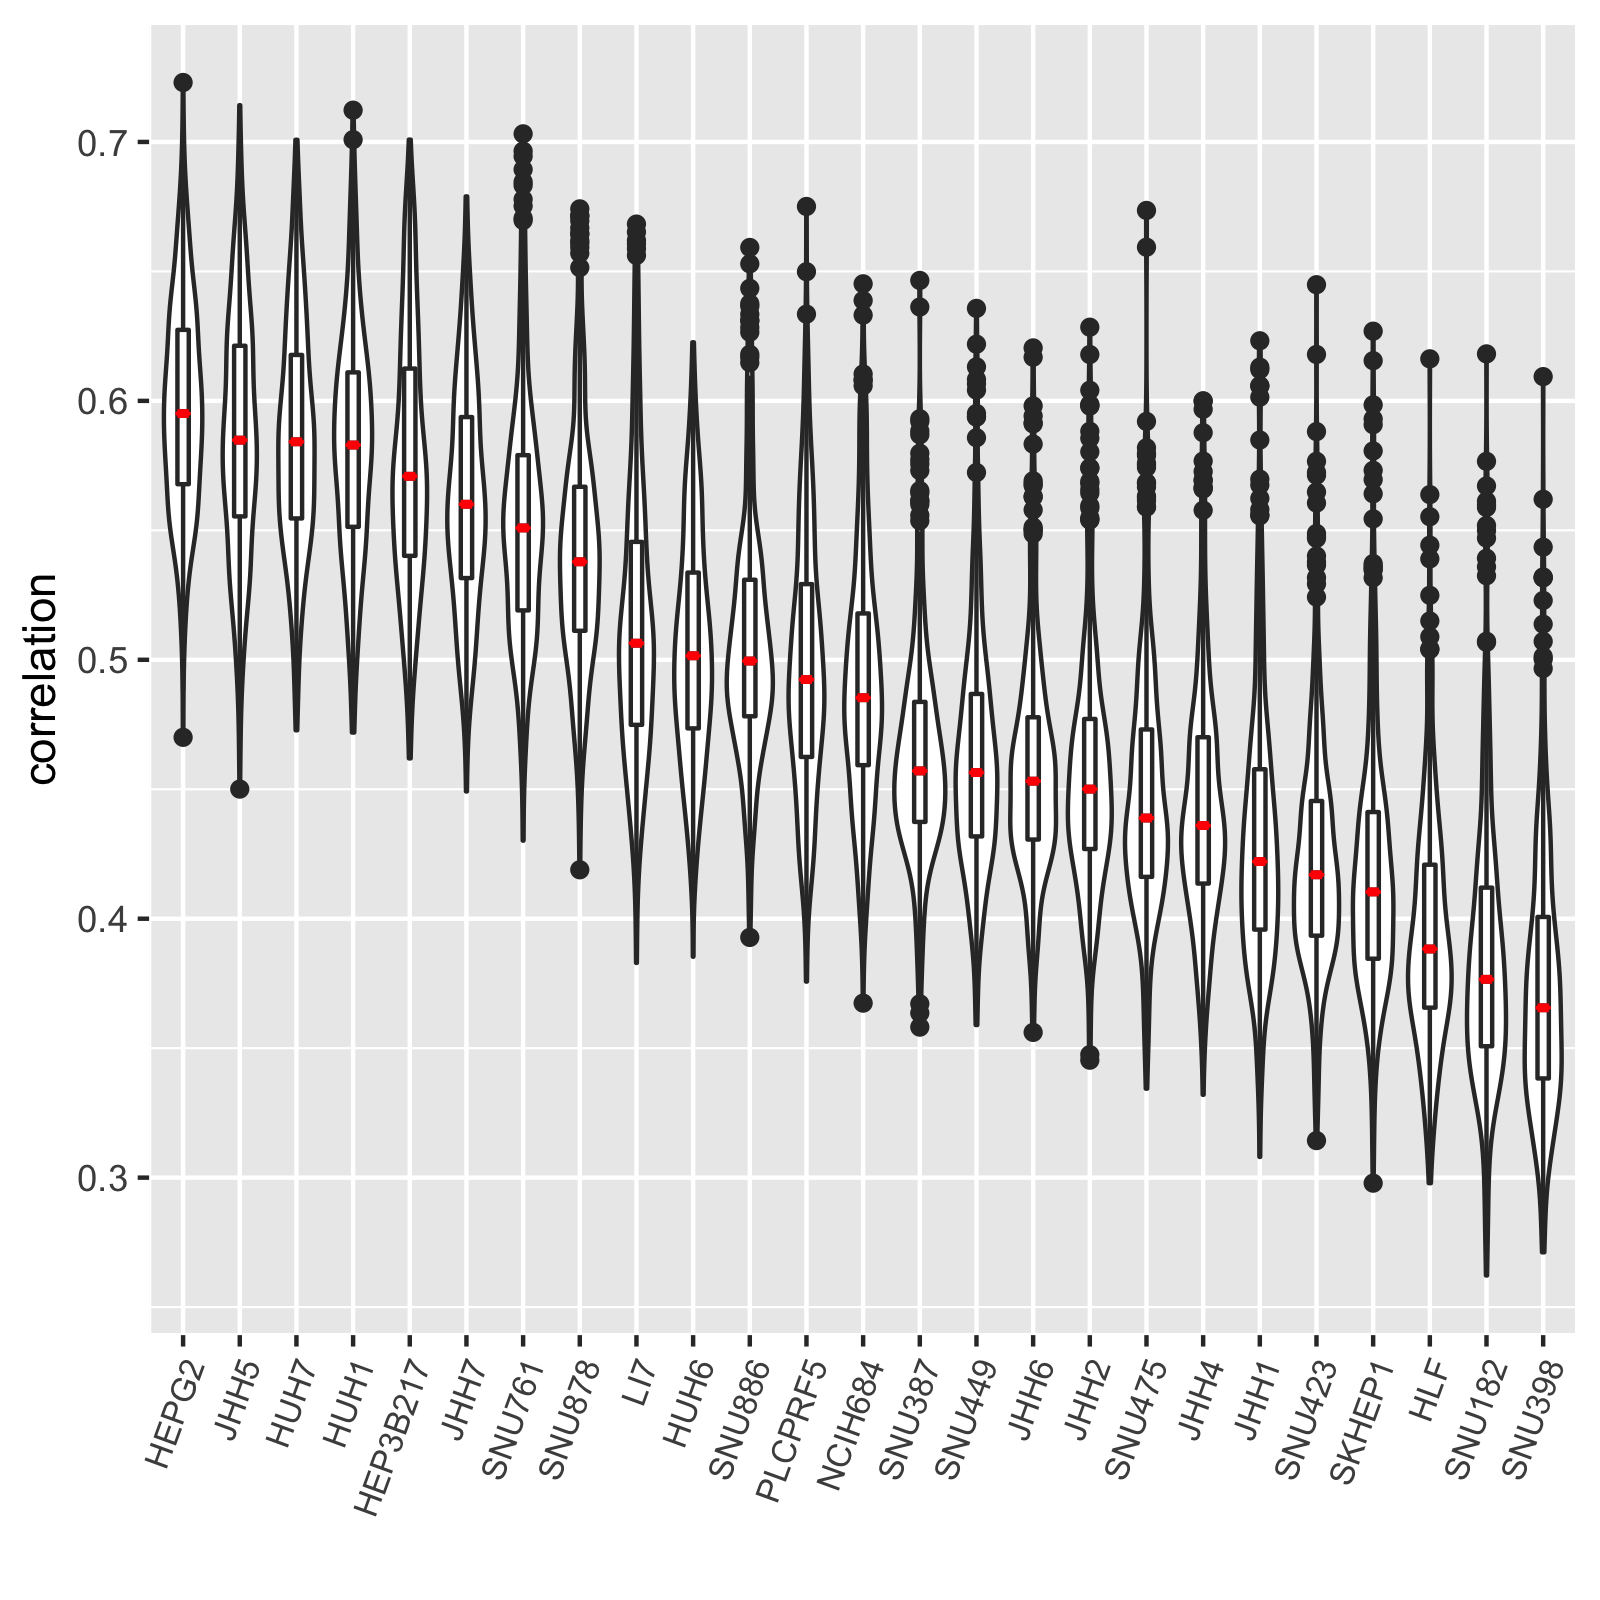 correlation
0.7
0.6
0.5
0.4
0.3
HEPG2
JHH5
HUH7
HUH1
HEP3B217
JHH7
SNU761
SNU878
LI7
HUH6
SNU886
PLCPRF5
NCIH684
SNU387
SNU449
JHH6
JHH2
SNU475
JHH4
JHH1
SNU423
SKHEP1
HLF
SNU182
SNU398